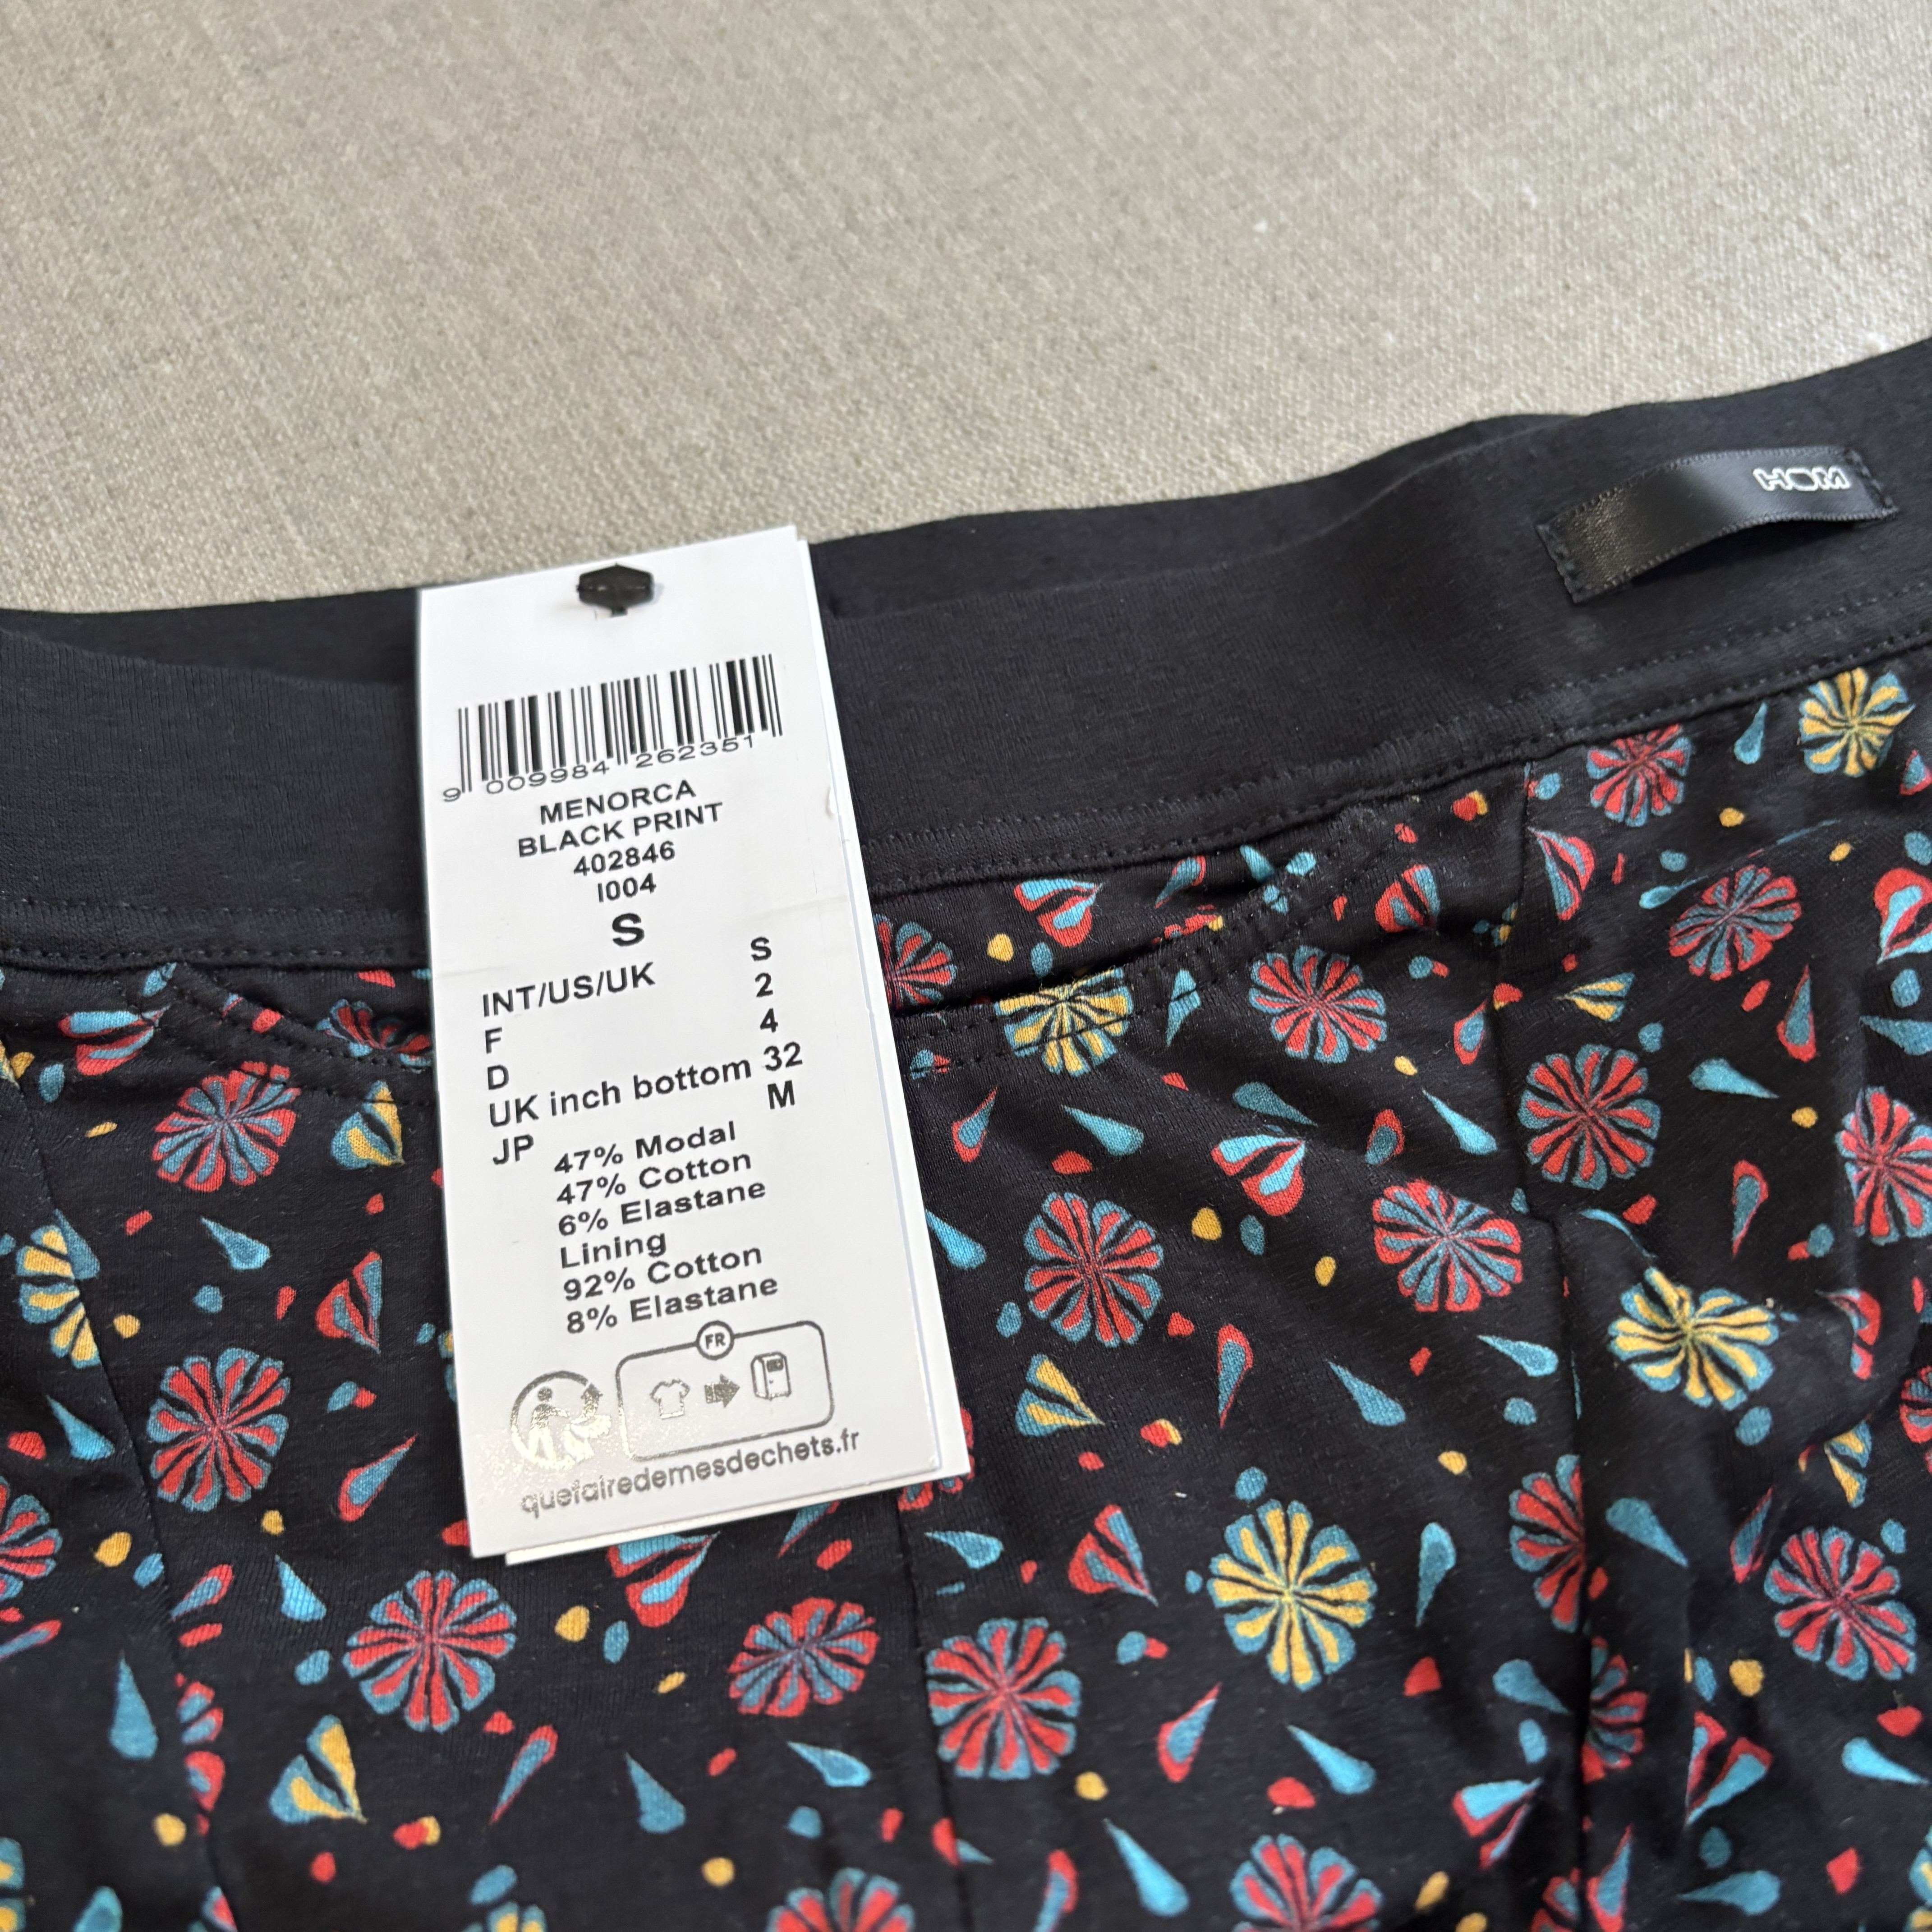 HOM
9 009984 262351
MENORCA
BLACK PRINT
402846
I004
S
INT/US/UK S
F 2
D 4
UK inch bottom 32
JP M
47% Modal
47% Cotton
6% Elastane
Lining
92% Cotton
8% Elastane
FR
quefairedemesdechets.fr